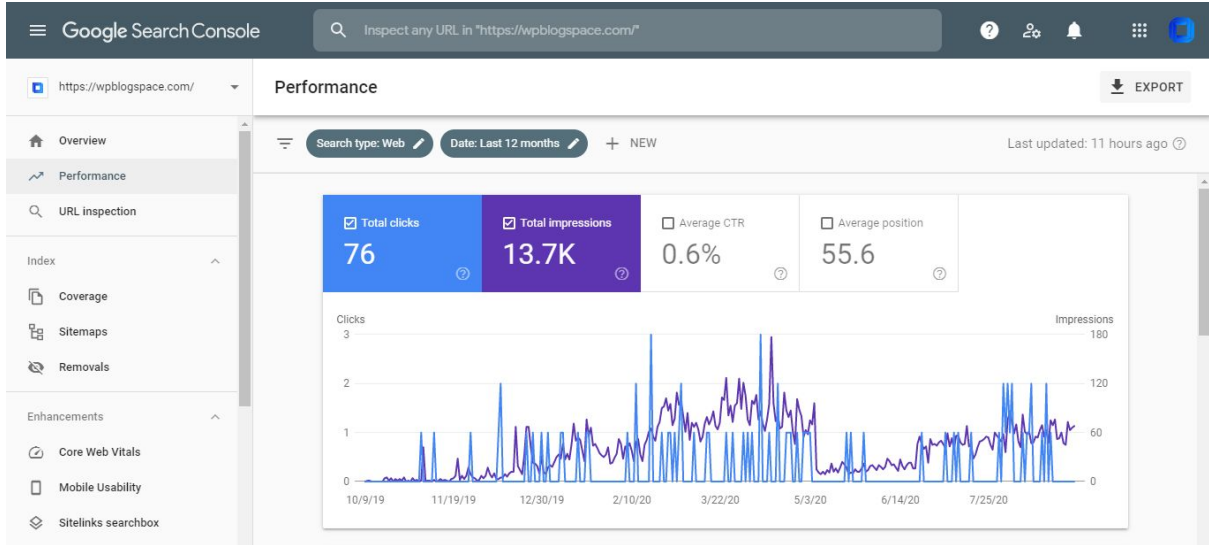 Google Search Console
Inspect any URL in "https://wpblogspace.com/"
https://wpblogspace.com/
Performance
EXPORT
Overview
Performance
URL inspection
Index
Coverage
Sitemaps
Removals
Enhancements
Core Web Vitals
Mobile Usability
Sitelinks searchbox
Search type: Web
Date: Last 12 months
NEW
Last updated: 11 hours ago
Total clicks
76
Total impressions
13.7K
Average CTR
0.6%
Average position
55.6
Clicks
Impressions
3
180
2
120
1
60
0
0
10/9/19 11/19/19 12/30/19 2/10/20 3/22/20 5/3/20 6/14/20 7/25/20